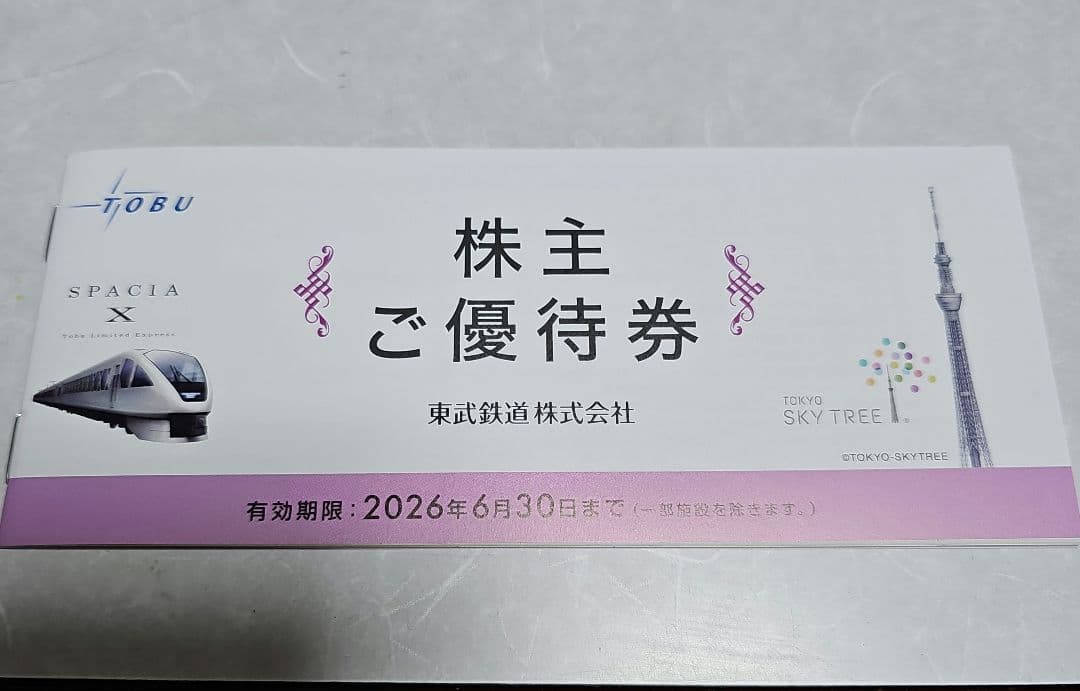 TOBU
SPACIA
X
Tobu Limited Express
株主
ご優待券
東武鉄道株式会社
TOKYO
SKYTREE®
©TOKYO-SKYTREE
有効期限：2026年6月30日まで（一部施設を除きます。）